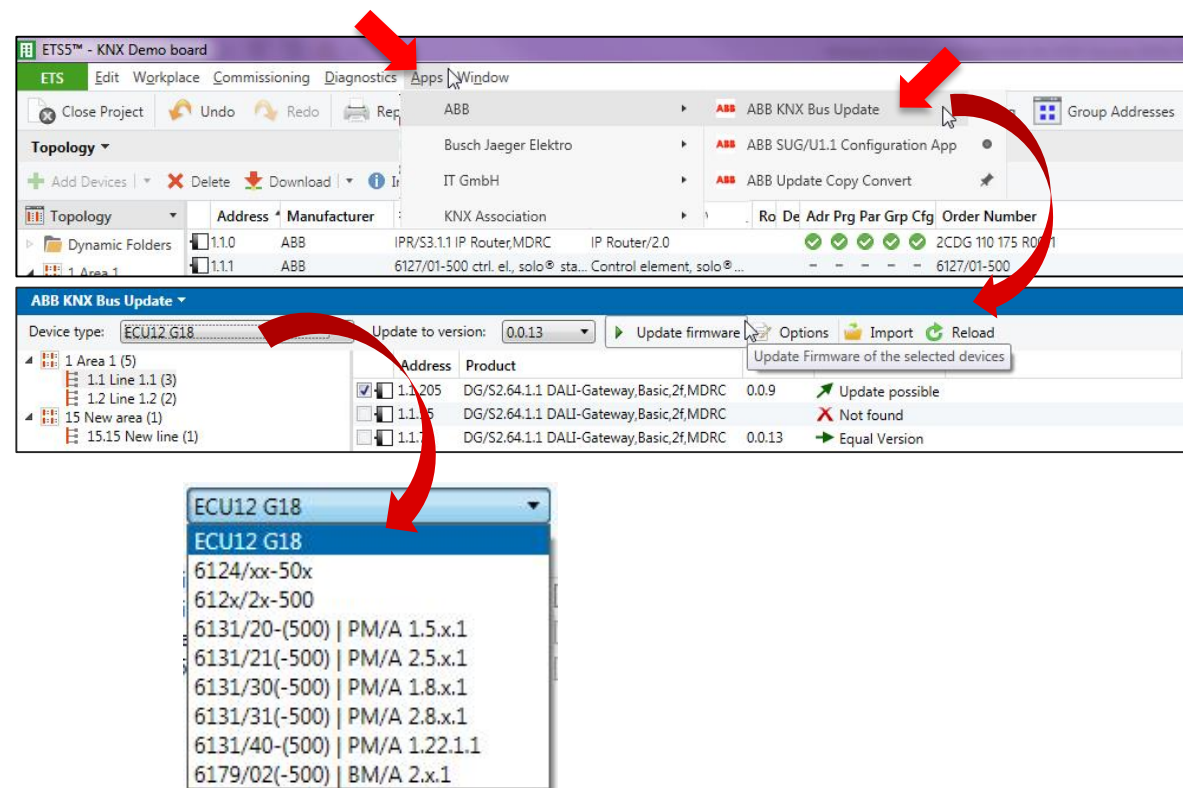 ETS5™ - KNX Demo board
ETS Edit Workplace Commissioning Diagnostics Apps Window
Close Project Undo Redo Group Addresses
ABB
ABB ABB KNX Bus Update
Topology
Busch Jaeger Elektro
ABB ABB SUG/U1.1 Configuration App
Add Devices Delete Download
IT GmbH
ABB ABB Update Copy Convert
Topology Address Manufacturer
KNX Association
Ro De Adr Prg Par Grp Cfg Order Number
Dynamic Folders 1.1.0 ABB IPR/S3.1.1 IP Router,MDRC IP Router/2.0 2CDG 110 175
1 Area 1 1.1.1 ABB 6127/01-500 ctrl. el., solo® sta... Control element, solo®... - - - - - 6127/01-500
ABB KNX Bus Update
Device type: ECU12 G18 Update to version: 0.0.13 Update firmware Options Import Reload
Update Firmware of the selected devices
1 Area 1 (5) Address Product
1.1 Line 1.1 (3) 1.1.205 DG/S2.64.1.1 DALI-Gateway,Basic,2f,MDRC 0.0.9 Update possible
1.2 Line 1.2 (2) DG/S2.64.1.1 DALI-Gateway,Basic,2f,MDRC Not found
15 New area (1)
15.15 New line (1) DG/S2.64.1.1 DALI-Gateway,Basic,2f,MDRC 0.0.13 Equal Version
ECU12 G18
ECU12 G18
6124/xx-50x
612x/2x-500
6131/20-(500) | PM/A 1.5.x.1
6131/21(-500) | PM/A 2.5.x.1
6131/30(-500) | PM/A 1.8.x.1
6131/31(-500) | PM/A 2.8.x.1
6131/40-(500) | PM/A 1.22.1.1
6179/02(-500) | BM/A 2.x.1